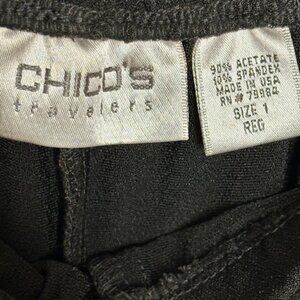 CHICO'S
travelers
90% ACETATE
10% SPANDEX
MADE IN USA
RN # 79984
SIZE 1
REG